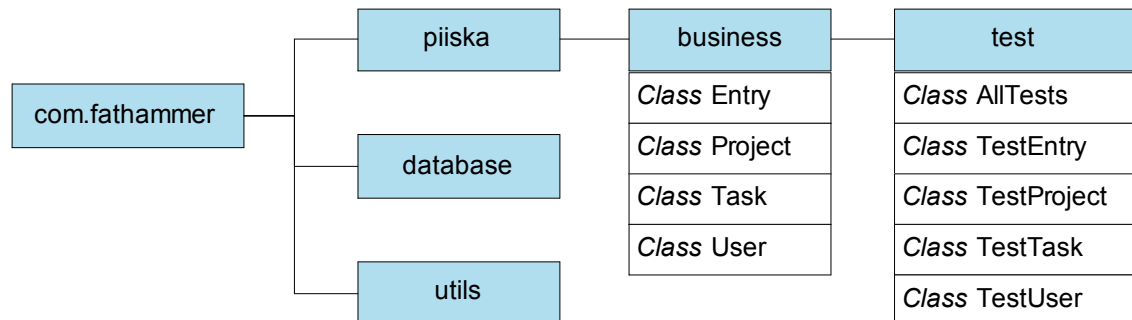 piiska
business
test
com.fathammer
database
utils
Class Entry
Class Project
Class Task
Class User
Class AllTests
Class TestEntry
Class TestProject
Class TestTask
Class TestUser